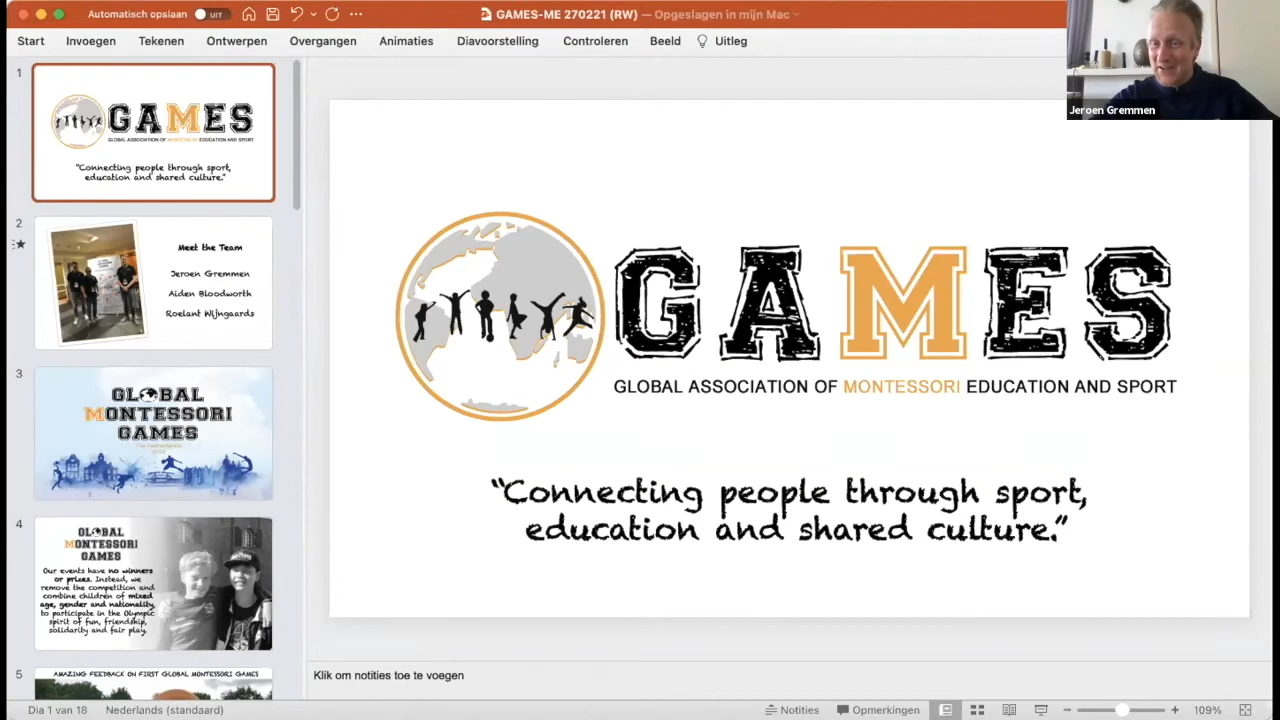 Automatisch opslaan UIT
GAMES-ME 270221 (RW) — Opgeslagen in mijn Mac
Start Invoegen Tekenen Ontwerpen Overgangen Animaties Diavoorstelling Controleren Beeld Uitleg
Jeroen Gremmen
1
GAMES
GLOBAL ASSOCIATION OF MONTESSORI EDUCATION AND SPORT
"Connecting people through sport,
education and shared culture."
2
Meet the Team
Jeroen Gremmen
Aiden Bloodworth
Roelant Wijngaards
3
GLOBAL
MONTESSORI
GAMES
4
GLOBAL
MONTESSORI
GAMES
Our events have no winners
or prizes. Instead, we
remove the competition and
combine children of mixed
age, gender and nationality,
to participate in the Olympic
spirit of fun, friendship,
solidarity and fair play.
5
AMAZING FEEDBACK ON FIRST GLOBAL MONTESSORI GAMES
GAMES
GLOBAL ASSOCIATION OF MONTESSORI EDUCATION AND SPORT
"Connecting people through sport,
education and shared culture."
Klik om notities toe te voegen
Dia 1 van 18 Nederlands (standaard) Notities Opmerkingen 109%